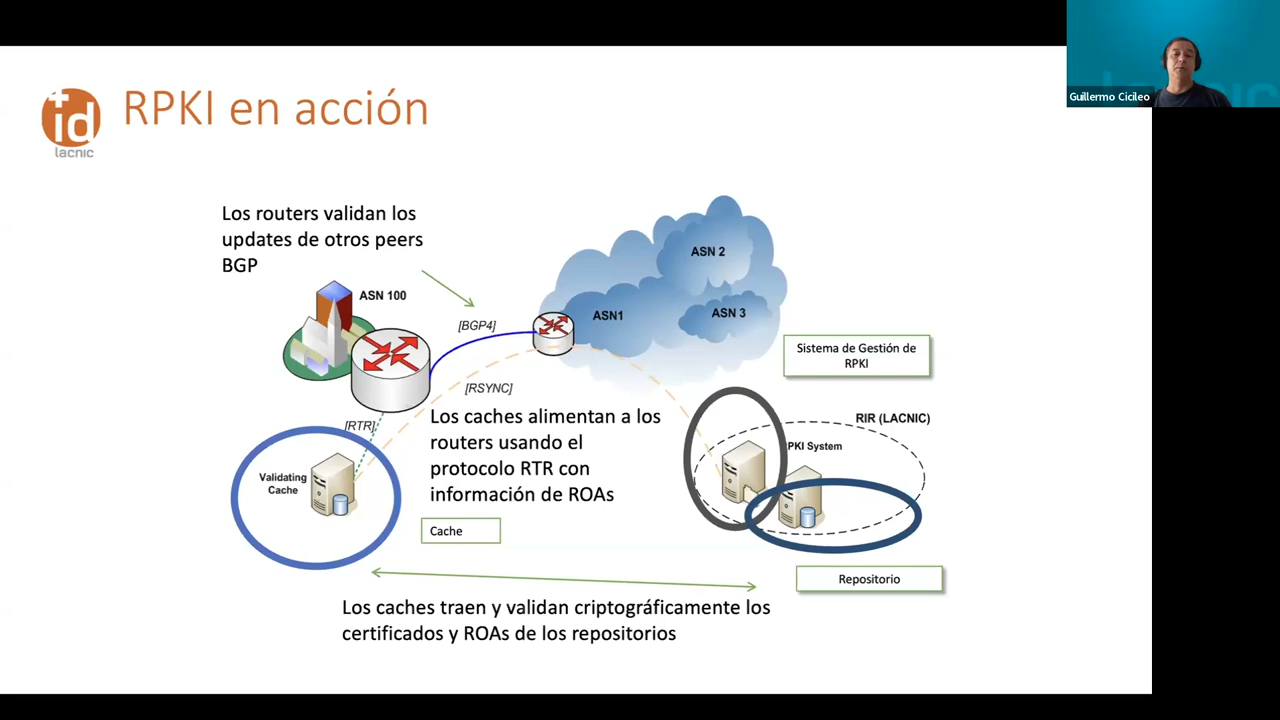 Guillermo Cicileo
+id
lacnic
RPKI en acción
Los routers validan los
updates de otros peers
BGP
ASN 100
[BGP4]
ASN 2
ASN1
ASN 3
[RSYNC]
Sistema de Gestión de
RPKI
[RTR]
Los caches alimentan a los
routers usando el
protocolo RTR con
información de ROAs
RIR (LACNIC)
PKI System
Validating
Cache
Cache
Repositorio
Los caches traen y validan criptográficamente los
certificados y ROAs de los repositorios